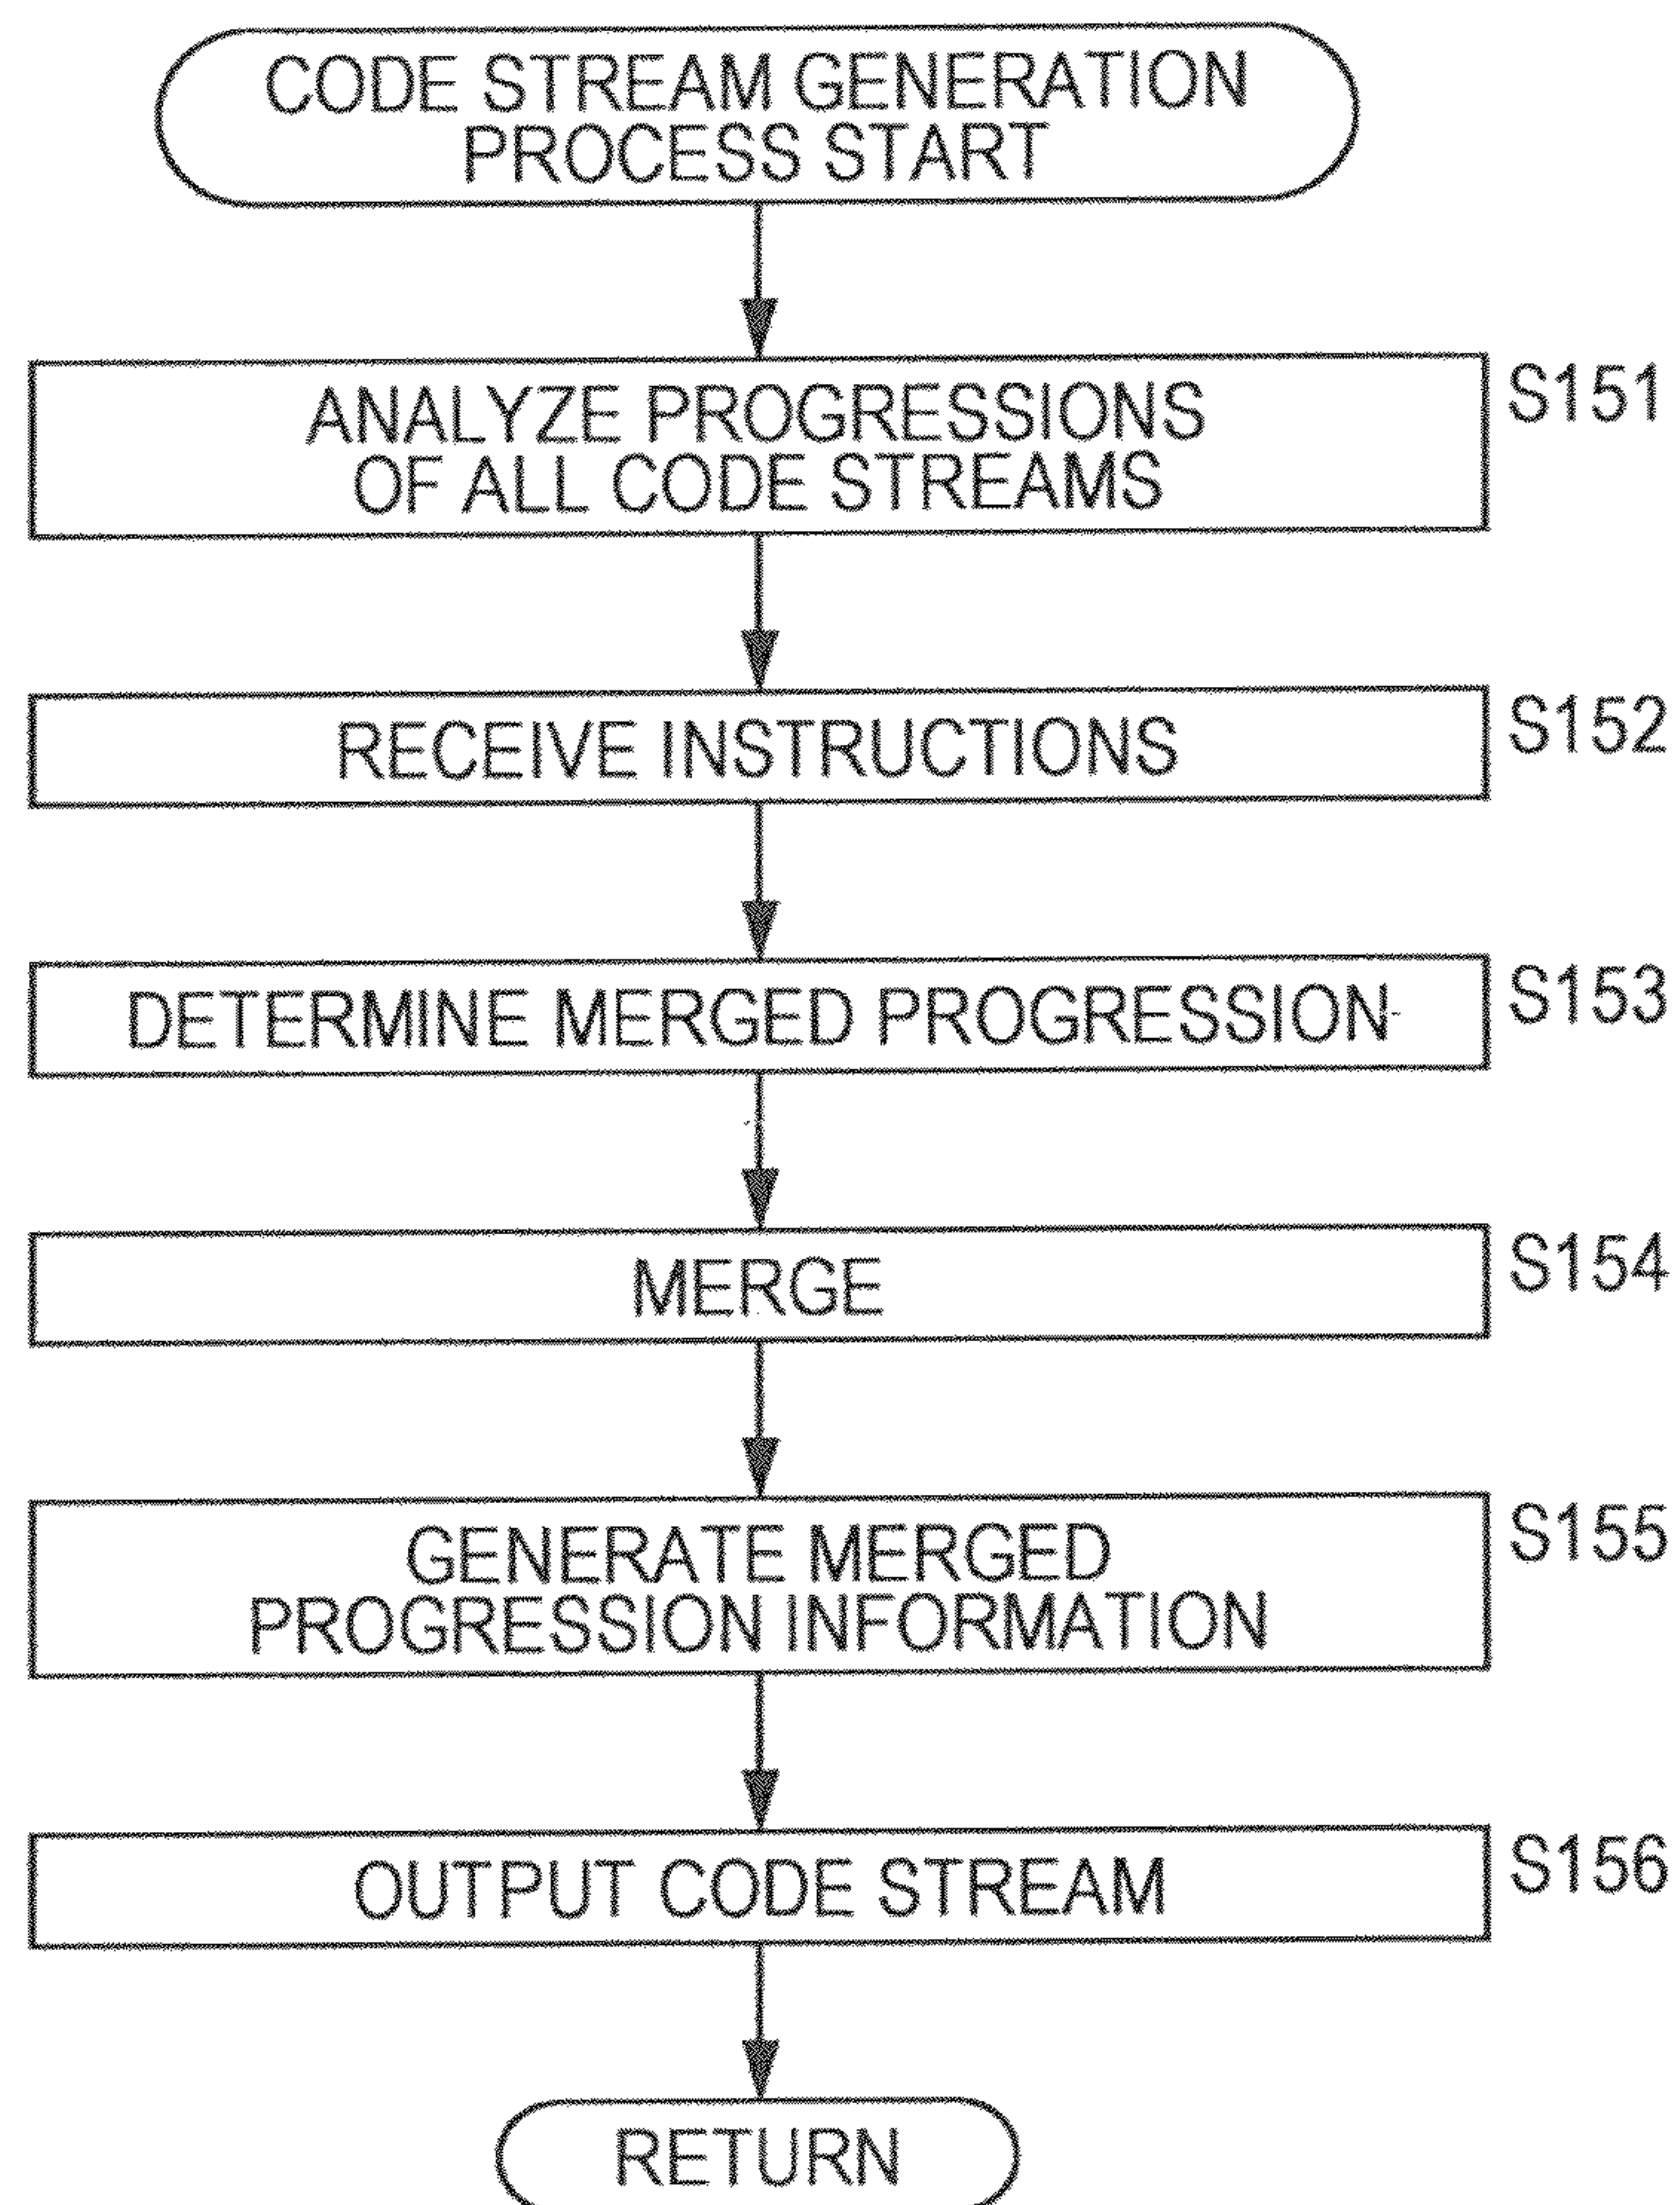 CODE STREAM GENERATION
PROCESS START
ANALYZE PROGRESSIONS
OF ALL CODE STREAMS
S151
RECEIVE INSTRUCTIONS
S152
DETERMINE MERGED PROGRESSION
S153
MERGE
S154
GENERATE MERGED
PROGRESSION INFORMATION
S155
OUTPUT CODE STREAM
S156
RETURN